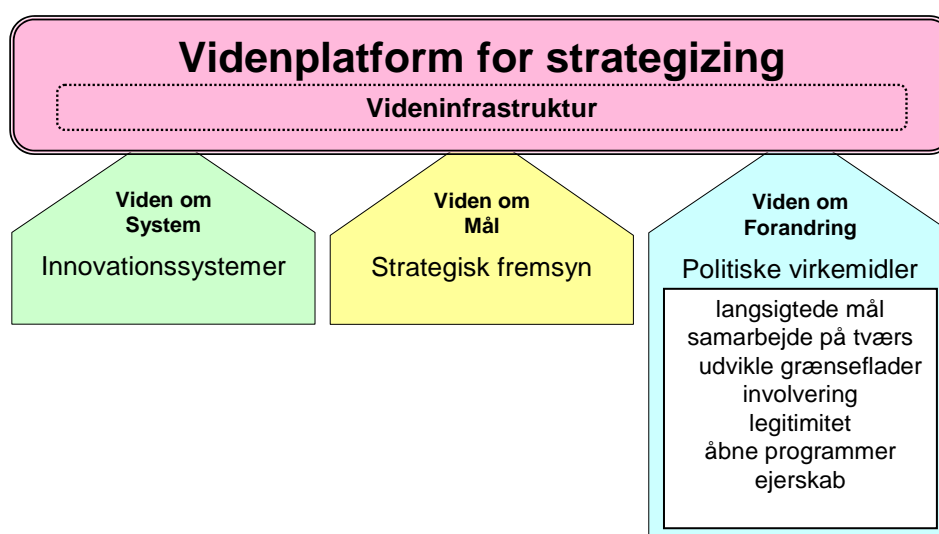 Videnplatform for strategizing
Videninfrastruktur
Viden om
System
Innovationssystemer
Viden om
Mål
Strategisk fremsyn
Viden om
Forandring
Politiske virkemidler
langsigtede mål
samarbejde på tværs
udvikle grænseflader
involvering
legitimitet
åbne programmer
ejerskab